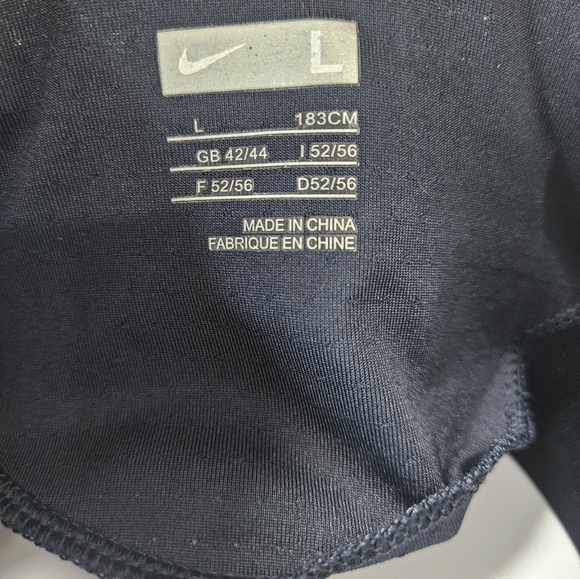 L
L 183CM
GB 42/44 I 52/56
F 52/56 D52/56
MADE IN CHINA
FABRIQUE EN CHINE